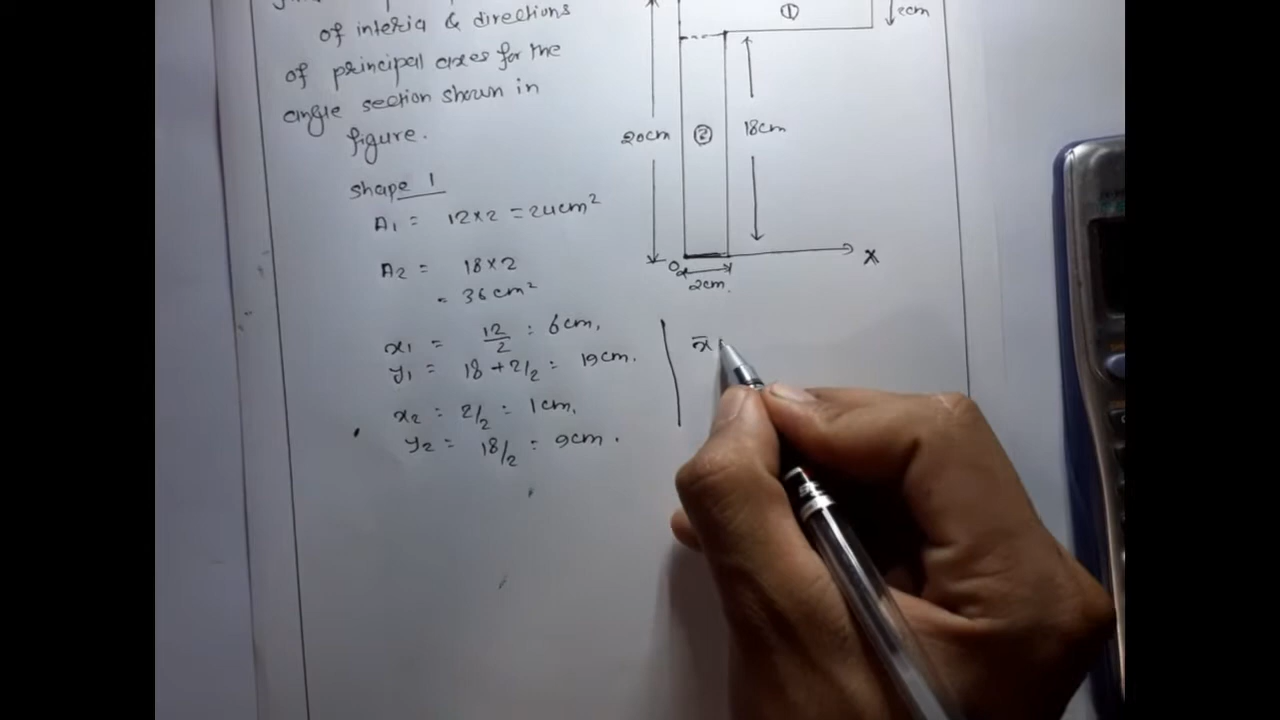 of interia & directions
of principal axes for the
angle section shown in
figure.
shape 1
A1 = 12×2 = 24cm²
A2 = 18×2
= 36cm²
x1 = 12/2 = 6cm,
y1 = 18 + 2/2 = 19cm.
x2 = 2/2 = 1cm,
y2 = 18/2 = 9cm.
①
2cm
20cm
②
18cm
O
X
2cm.
x̄